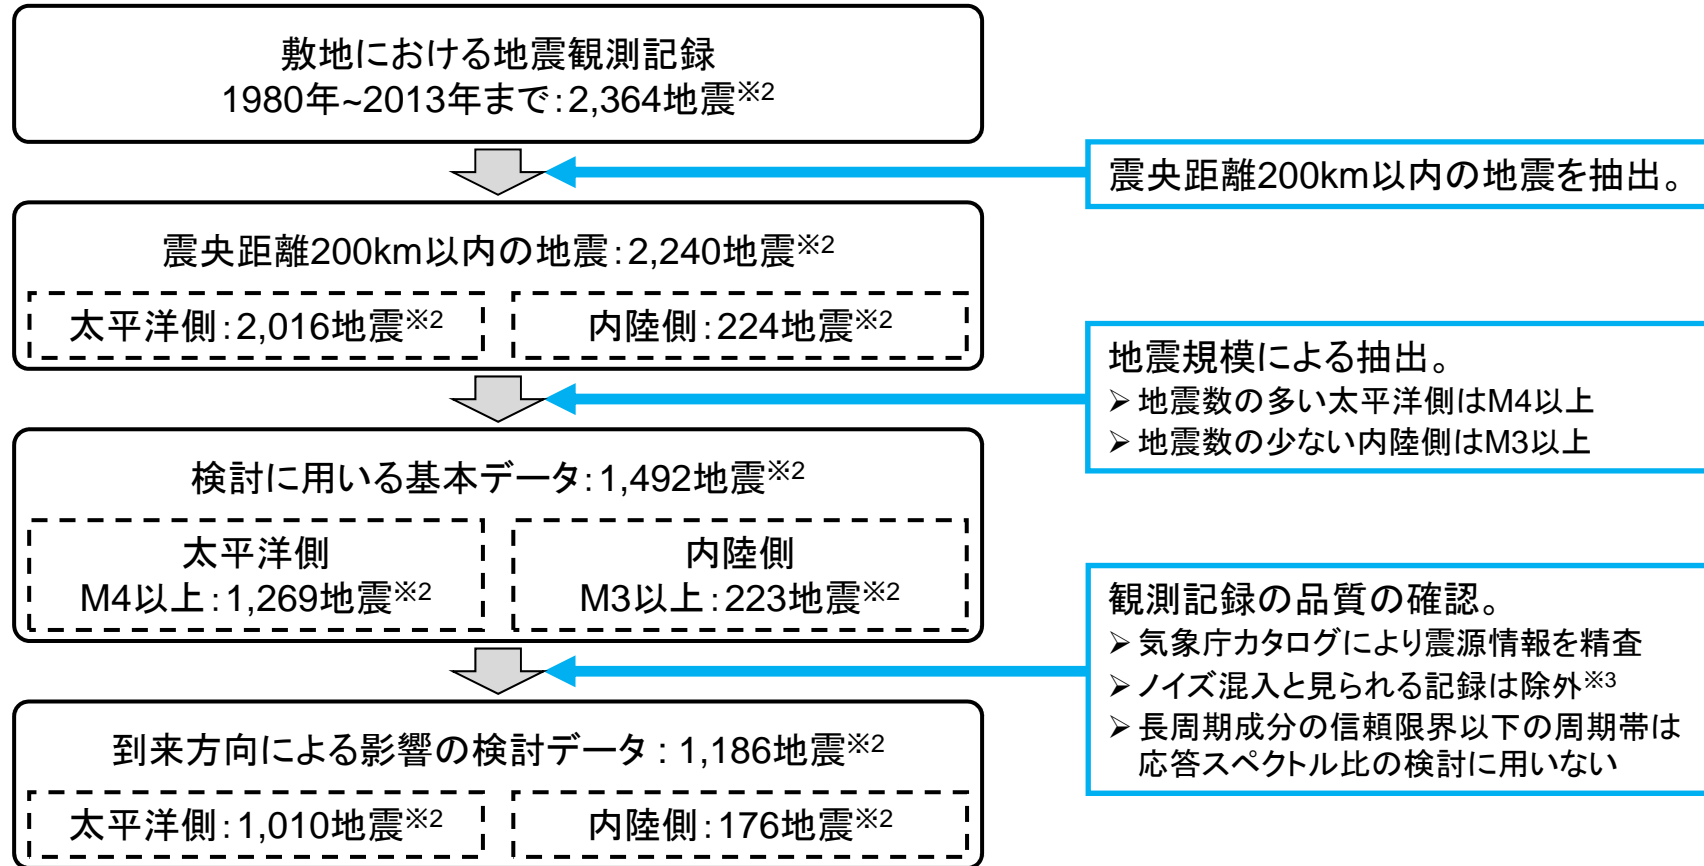 敷地における地震観測記録
1980年~2013年まで：2,364地震※2
震央距離200km以内の地震を抽出。
震央距離200km以内の地震：2,240地震※2
太平洋側：2,016地震※2
内陸側：224地震※2
地震規模による抽出。
➢ 地震数の多い太平洋側はM4以上
➢ 地震数の少ない内陸側はM3以上
検討に用いる基本データ：1,492地震※2
太平洋側
M4以上：1,269地震※2
内陸側
M3以上：223地震※2
観測記録の品質の確認。
➢ 気象庁カタログにより震源情報を精査
➢ ノイズ混入と見られる記録は除外※3
➢ 長周期成分の信頼限界以下の周期帯は
応答スペクトル比の検討に用いない
到来方向による影響の検討データ：1,186地震※2
太平洋側：1,010地震※2
内陸側：176地震※2